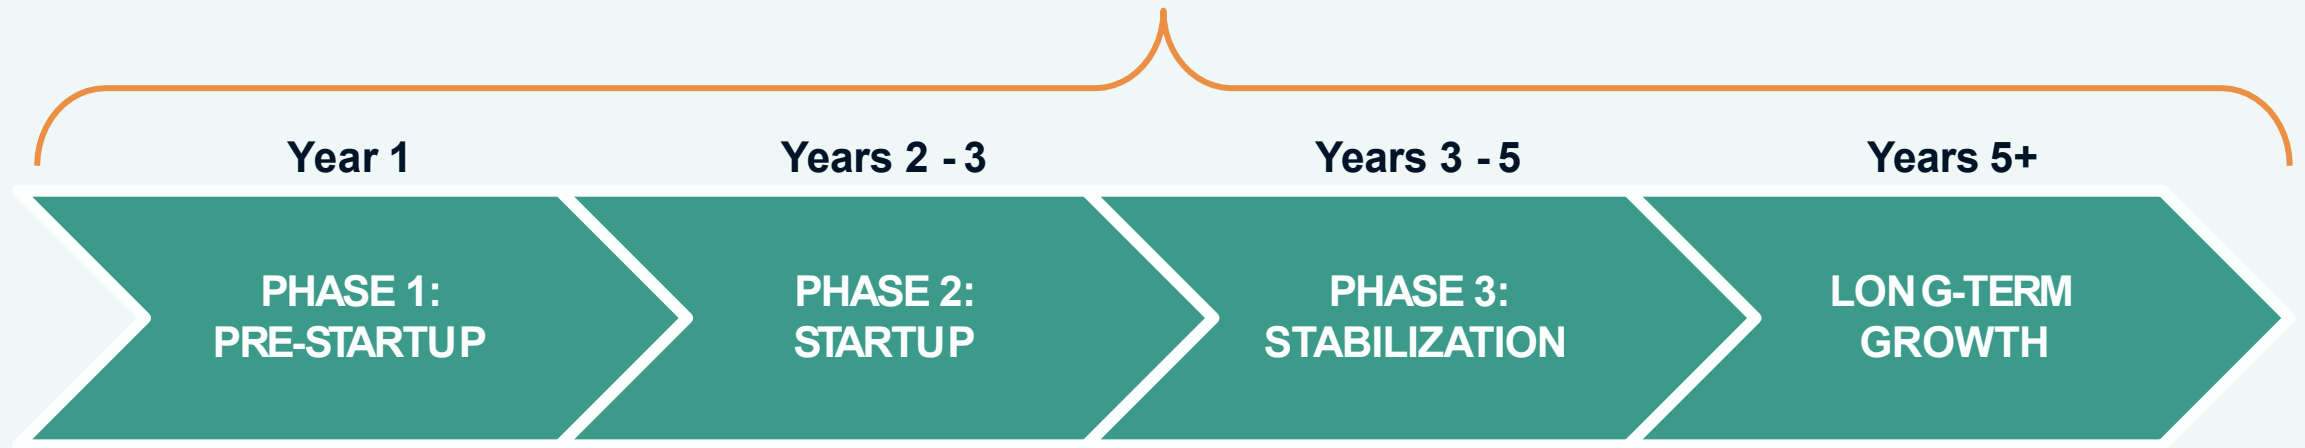 Year 1
Years 2 - 3
Years 3 - 5
Years 5+
PHASE 1:
PRE-STARTUP
PHASE 2:
STARTUP
PHASE 3:
STABILIZATION
LONG-TERM
GROWTH